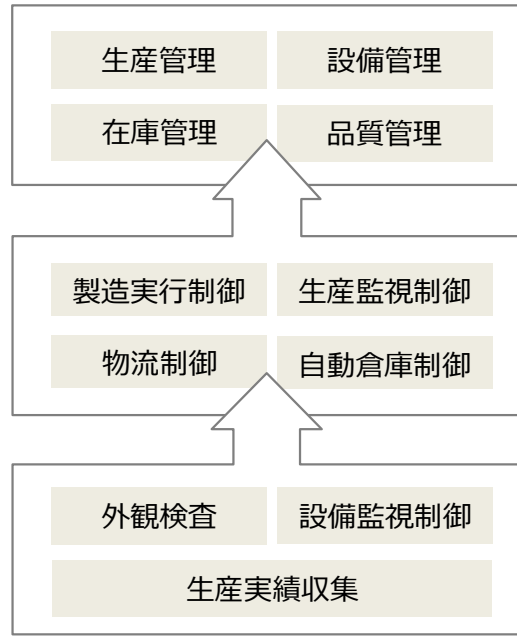 生産管理
設備管理
在庫管理
品質管理
製造実行制御
生産監視制御
物流制御
自動倉庫制御
外観検査
設備監視制御
生産実績収集